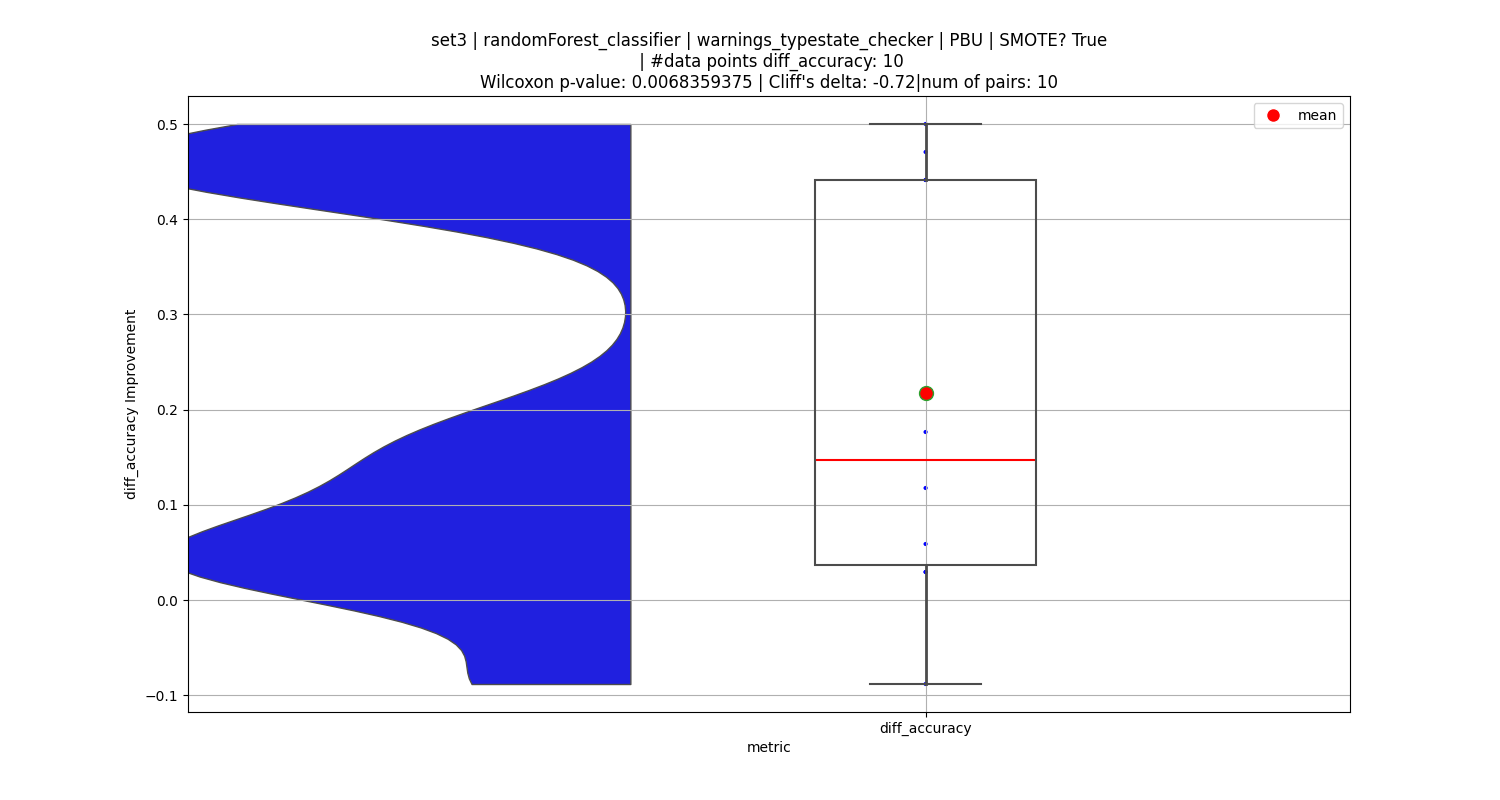 set3 | randomForest_classifier | warnings_typestate_checker | PBU | SMOTE? True
| #data points diff_accuracy: 10
Wilcoxon p-value: 0.0068359375 | Cliff's delta: -0.72|num of pairs: 10
mean
diff_accuracy Improvement
0.5
0.4
0.3
0.2
0.1
0.0
−0.1
diff_accuracy
metric